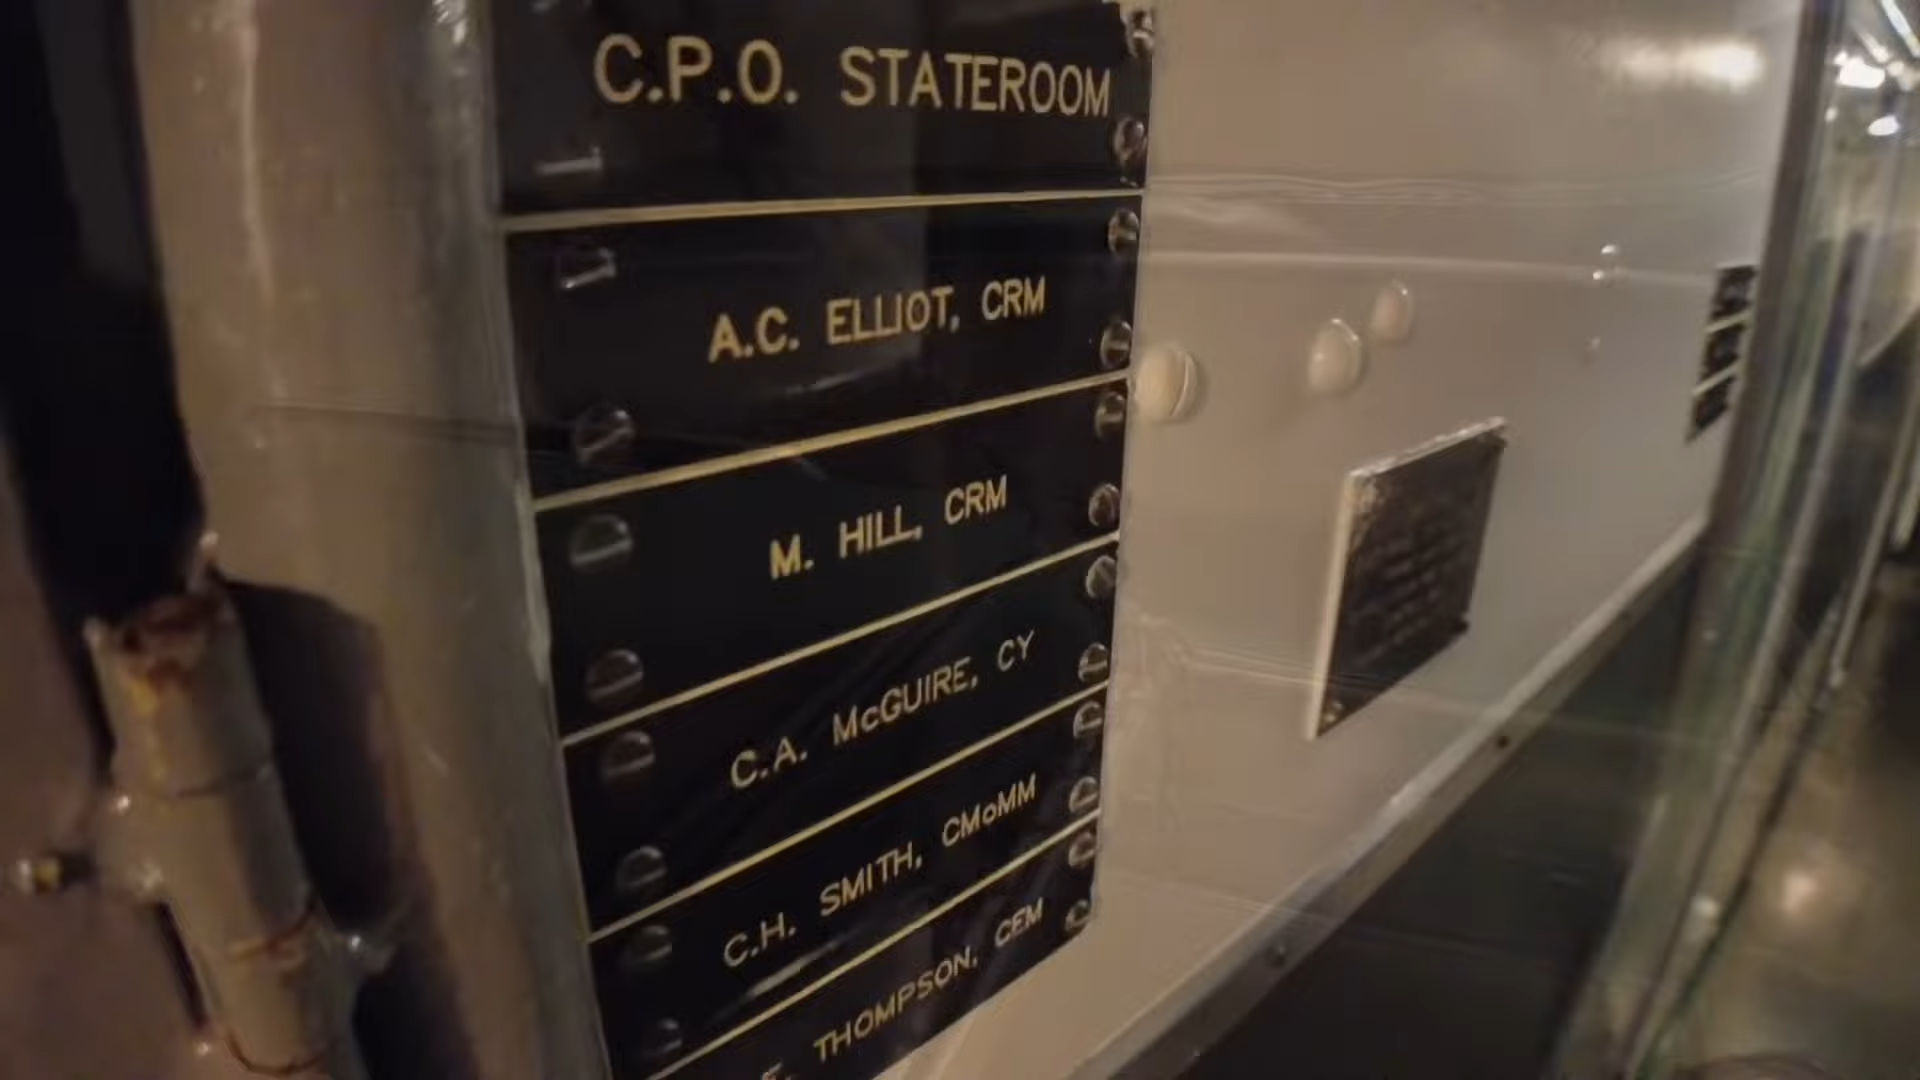 C.P.O. STATEROOM
A.C. ELLIOT, CRM
M. HILL, CRM
C.A. McGUIRE, CY
C.H. SMITH, CMoMM
THOMPSON, CEM